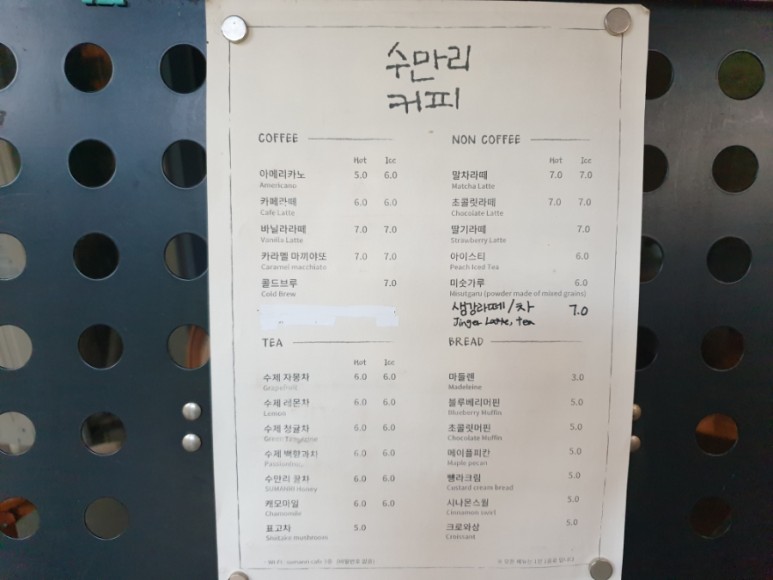 수만리
커피
COFFEE
Hot Ice
아메리카노 5.0 6.0
Americano
카페라떼 6.0 6.0
Cafe Latte
바닐라라떼 7.0 7.0
Vanilla Latte
카라멜 마끼야또 7.0 7.0
Caramel macchiato
콜드브루 7.0
Cold Brew
NON COFFEE
Hot Ice
말차라떼 7.0 7.0
Matcha Latte
초콜릿라떼 7.0 7.0
Chocolate Latte
딸기라떼 7.0
Strawberry Latte
아이스티 6.0
Peach Iced Tea
미숫가루 6.0
Misutgaru (powder made of mixed grains)
생강라떼/차 7.0
Jinger Latte, tea
TEA
Hot Ice
수제 자몽차 6.0 6.0
Grapefruit
수제 레몬차 6.0 6.0
Lemon
수제 청귤차 6.0 6.0
Green Tangerine
수제 백향과차 6.0 6.0
수만리 꿀차 6.0 6.0
SUMANRI Honey
캐모마일 6.0 6.0
Chamomile
표고차 5.0
Shiitake mushroom
BREAD
마들렌 3.0
Madeleine
블루베리머핀 5.0
Blueberry Muffin
초콜릿머핀 5.0
Chocolate Muffin
메이플피칸 5.0
Maple pecan
빵라크림 5.0
Custard cream bread
시나몬스월 5.0
Cinnamon swirl
크로와상 5.0
Croissant